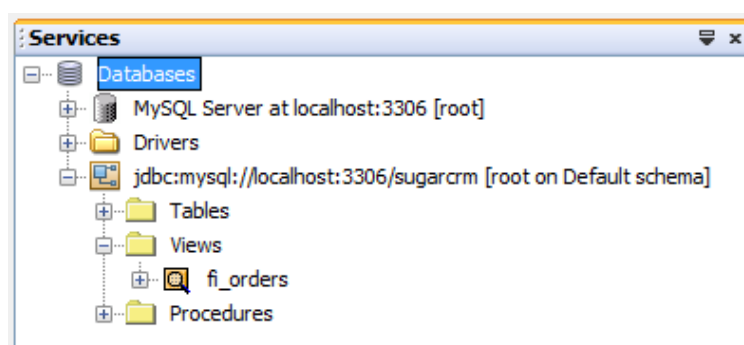 Services
Databases
MySQL Server at localhost:3306 [root]
Drivers
jdbc:mysql://localhost:3306/sugarcrm [root on Default schema]
Tables
Views
fi_orders
Procedures